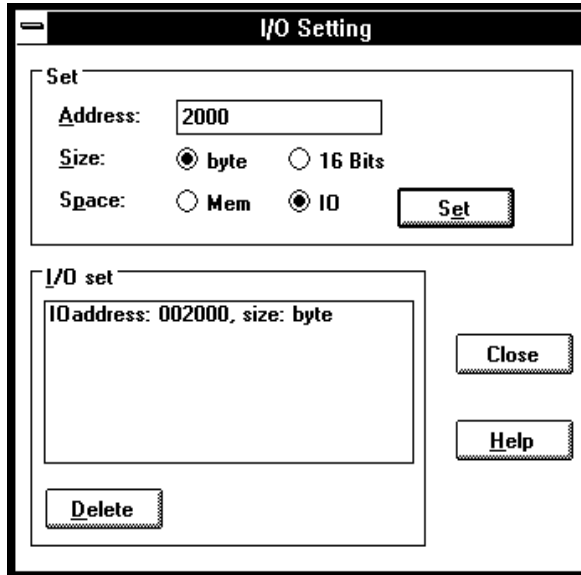 I/O Setting
Set
Address: 2000
Size: byte 16 Bits
Space: Mem IO Set
I/O set
IOaddress: 002000, size: byte
Close
Help
Delete